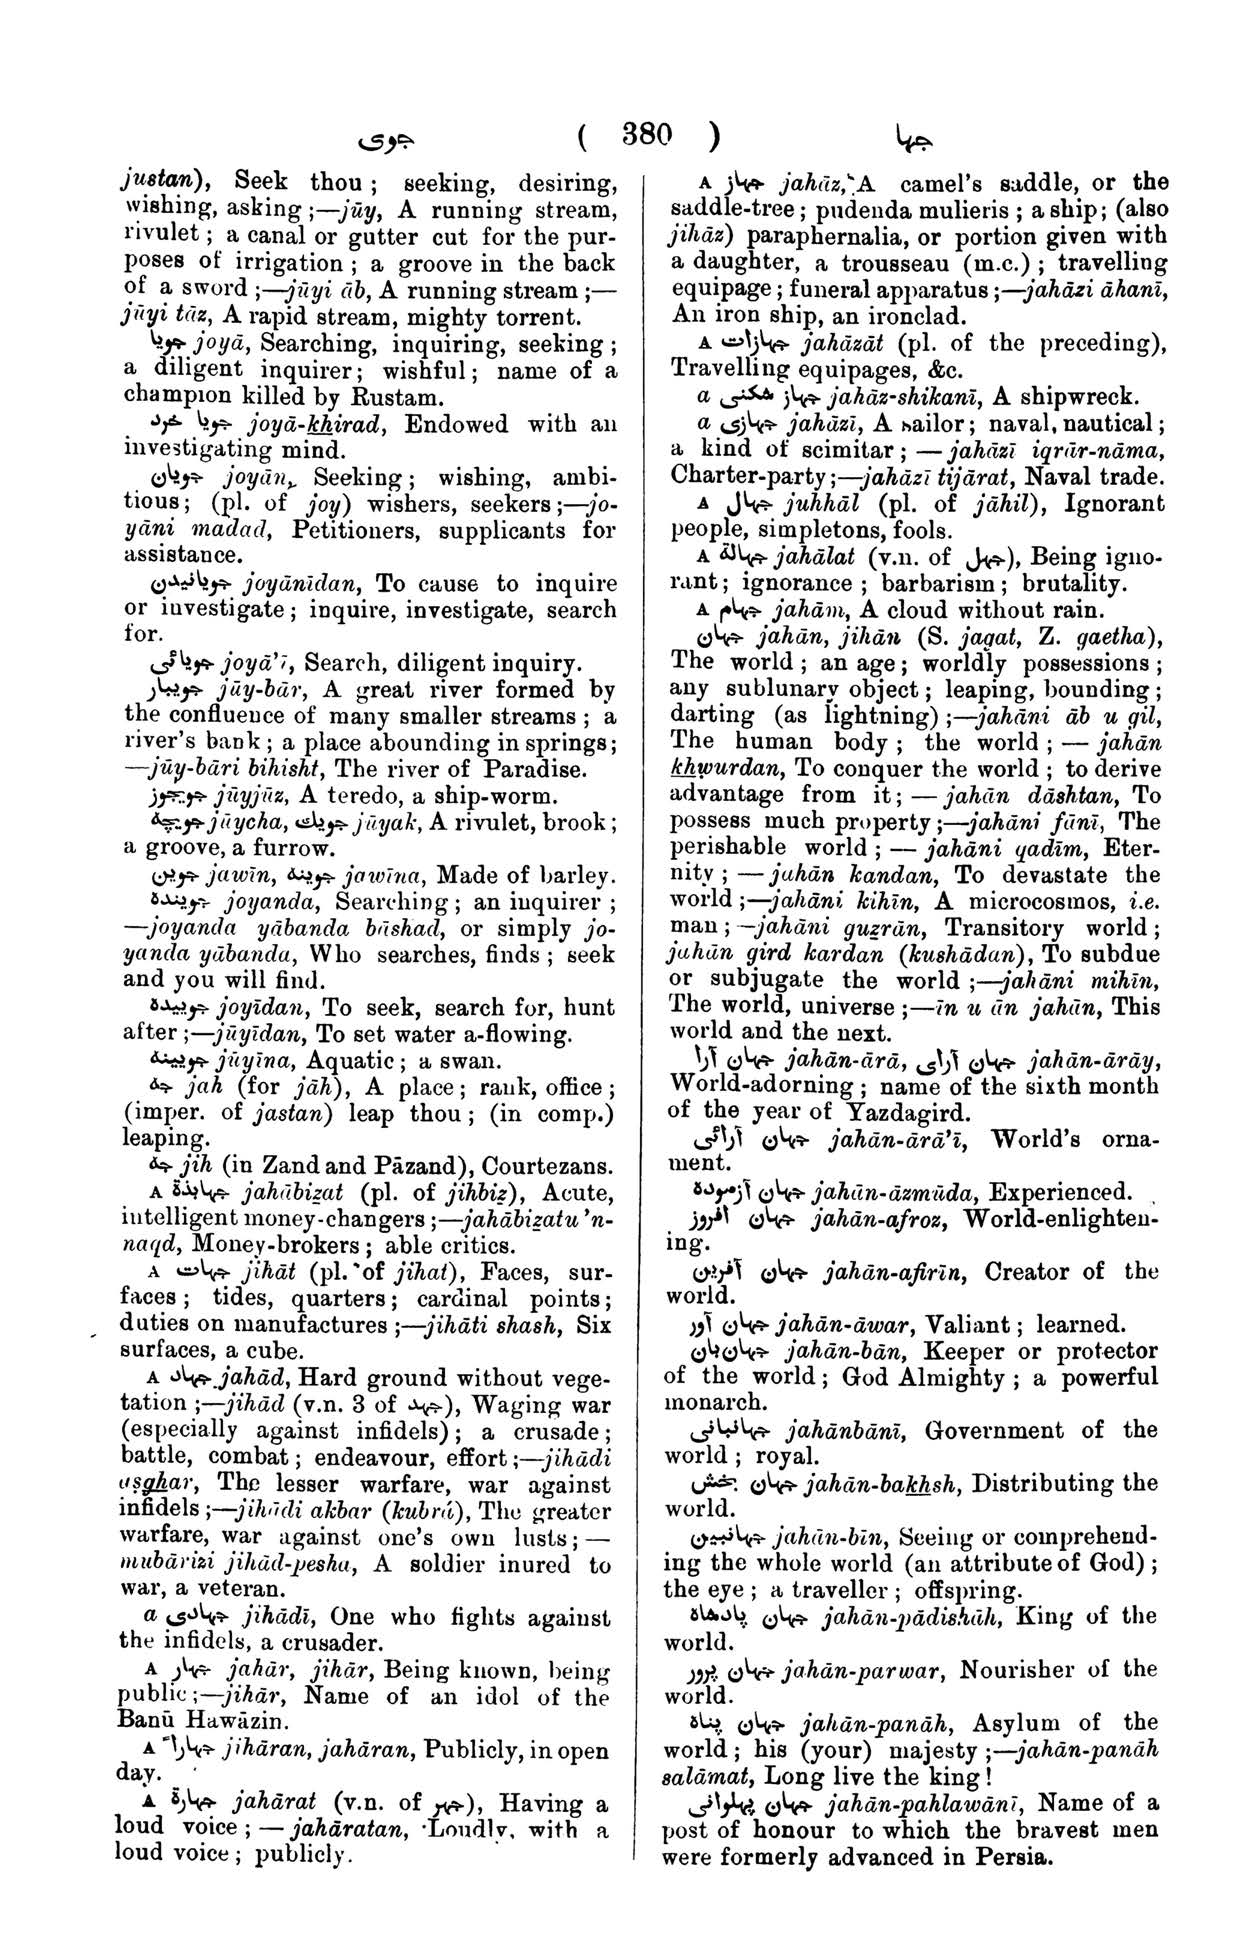 جوی ( 380 ) جها
justan), Seek thou ; seeking, desiring,
wishing, asking ;—jūy, A running stream,
rivulet ; a canal or gutter cut for the pur-
poses of irrigation ; a groove in the back
of a sword ;—jūyi āb, A running stream ;—
jūyi tāz, A rapid stream, mighty torrent.
جویا joyā, Searching, inquiring, seeking ;
a diligent inquirer ; wishful ; name of a
champion killed by Rustam.
جویا خرد joyā-khirad, Endowed with an
investigating mind.
جویان joyān, Seeking ; wishing, ambi-
tious ; (pl. of joy) wishers, seekers ;—jo-
yāni madad, Petitioners, supplicants for
assistance.
جویانیدن joyānīdan, To cause to inquire
or investigate ; inquire, investigate, search
for.
جویائی joyā'ī, Search, diligent inquiry.
جویبار jūy-bār, A great river formed by
the confluence of many smaller streams ; a
river's bank ; a place abounding in springs ;
—jūy-bāri bihisht, The river of Paradise.
جویجوز jūyjūz, A teredo, a ship-worm.
جویچه jūycha, جویك jūyak, A rivulet, brook ;
a groove, a furrow.
جوین jawīn, جوینه jawīna, Made of barley.
جوینده joyanda, Searching ; an inquirer ;
—joyanda yābanda bāshad, or simply jo-
yanda yābanda, Who searches, finds ; seek
and you will find.
جوییده joyīdan, To seek, search for, hunt
after ;—jūyīdan, To set water a-flowing.
جویینه jūyīna, Aquatic ; a swan.
جه jah (for jāh), A place ; rank, office ;
(imper. of jastan) leap thou ; (in comp.)
leaping.
جه jih (in Zand and Pāzand), Courtezans.
A جهابذة jahābizat (pl. of jihbiz), Acute,
intelligent money-changers ;—jahābizatu 'n-
naqd, Money-brokers ; able critics.
A جهات jihāt (pl. of jihat), Faces, sur-
faces ; tides, quarters ; cardinal points ;
duties on manufactures ;—jihāti shash, Six
surfaces, a cube.
A جهاد jahād, Hard ground without vege-
tation ;—jihād (v.n. 3 of جهد), Waging war
(especially against infidels) ; a crusade ;
battle, combat ; endeavour, effort ;—jihādi
aṣghar, The lesser warfare, war against
infidels ;—jihādi akbar (kubrá), The greater
warfare, war against one's own lusts ; —
mubārizi jihād-pesha, A soldier inured to
war, a veteran.
a جهادی jihādī, One who fights against
the infidels, a crusader.
A جهار jahār, jihār, Being known, being
public ;—jihār, Name of an idol of the
Banū Hawāzin.
A جهاراً jihāran, jahāran, Publicly, in open
day.
A جهارة jahārat (v.n. of جهر), Having a
loud voice ; — jahāratan, Loudly, with a
loud voice ; publicly.
A جهاز jahāz, A camel's saddle, or the
saddle-tree ; pudenda mulieris ; a ship ; (also
jihāz) paraphernalia, or portion given with
a daughter, a trousseau (m.c.) ; travelling
equipage ; funeral apparatus ;—jahāzi āhanī,
An iron ship, an ironclad.
A جهازات jahāzāt (pl. of the preceding),
Travelling equipages, &c.
a جهاز شکنی jahāz-shikanī, A shipwreck.
a جهازی jahāzī, A sailor ; naval, nautical ;
a kind of scimitar ; — jahāzī iqrār-nāma,
Charter-party ;—jahāzī tijārat, Naval trade.
A جهال juhhāl (pl. of jāhil), Ignorant
people, simpletons, fools.
A جهالة jahālat (v.n. of جهل), Being igno-
rant ; ignorance ; barbarism ; brutality.
A جهام jahām, A cloud without rain.
جهان jahān, jihān (S. jagat, Z. gaetha),
The world ; an age ; worldly possessions ;
any sublunary object ; leaping, bounding ;
darting (as lightning) ;—jahāni āb u gil,
The human body ; the world ; — jahān
khwurdan, To conquer the world ; to derive
advantage from it ; — jahān dāshtan, To
possess much property ;—jahāni fānī, The
perishable world ; — jahāni qadīm, Eter-
nity ; — jahān kandan, To devastate the
world ;—jahāni kihīn, A microcosmos, i.e.
man ; —jahāni guzrān, Transitory world ;
jahān gird kardan (kushādan), To subdue
or subjugate the world ;—jahāni mihīn,
The world, universe ;—īn u ān jahān, This
world and the next.
جهان آرا jahān-ārā, جهان آرای jahān-ārāy,
World-adorning ; name of the sixth month
of the year of Yazdagird.
جهان آرائی jahān-ārā'ī, World's orna-
ment.
جهان آزموده jahān-āzmūda, Experienced.
جهان افروز jahān-afroz, World-enlighten-
ing.
جهان آفرین jahān-afirīn, Creator of the
world.
جهان آور jahān-āwar, Valiant ; learned.
جهان بان jahān-bān, Keeper or protector
of the world ; God Almighty ; a powerful
monarch.
جهانبانی jahānbānī, Government of the
world ; royal.
جهان بخش jahān-bakhsh, Distributing the
world.
جهانبین jahān-bīn, Seeing or comprehend-
ing the whole world (an attribute of God) ;
the eye ; a traveller ; offspring.
جهان پادشاه jahān-pādishāh, King of the
world.
جهان پرور jahān-parwar, Nourisher of the
world.
جهان پناه jahān-panāh, Asylum of the
world ; his (your) majesty ;—jahān-panāh
salāmat, Long live the king !
جهان پهلوانی jahān-pahlawānī, Name of a
post of honour to which the bravest men
were formerly advanced in Persia.